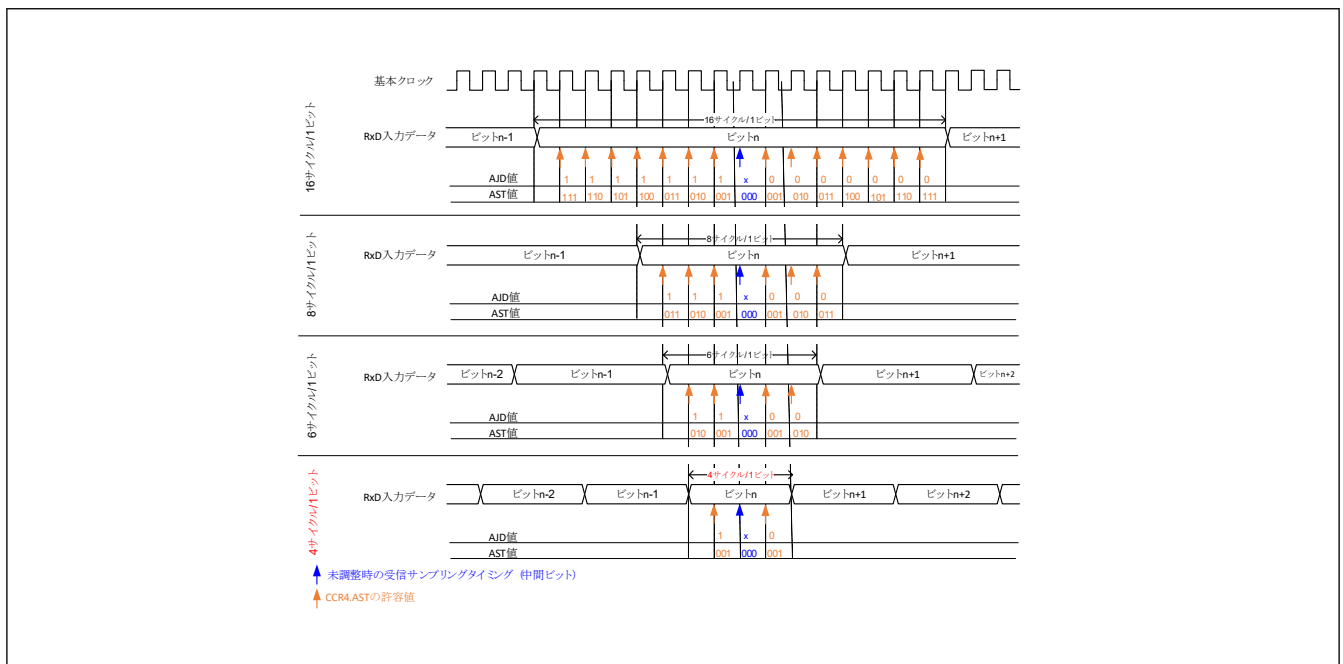 基本クロック
16サイクル/1ビット
16サイクル/1ビット
RxD入力データ
ビットn-1
ビットn
ビットn+1
AJD値
1 1 1 1 1 1 1 x 0 0 0 0 0 0 0
AST値
111 110 101 100 011 010 001 000 001 010 011 100 101 110 111
8サイクル/1ビット
8サイクル/1ビット
RxD入力データ
ビットn-1
ビットn
ビットn+1
AJD値
1 1 1 x 0 0 0
AST値
011 010 001 000 001 010 011
6サイクル/1ビット
6サイクル/1ビット
RxD入力データ
ビットn-2
ビットn-1
ビットn
ビットn+1
ビットn+2
AJD値
1 1 x 0 0
AST値
010 001 000 001 010
4サイクル/1ビット
4サイクル/1ビット
RxD入力データ
ビットn-2
ビットn-1
ビットn
ビットn+1
ビットn+2
AJD値
1 x 0
AST値
001 000 001
未調整時の受信サンプリングタイミング (中間ビット)
CCR4.ASTの許容値